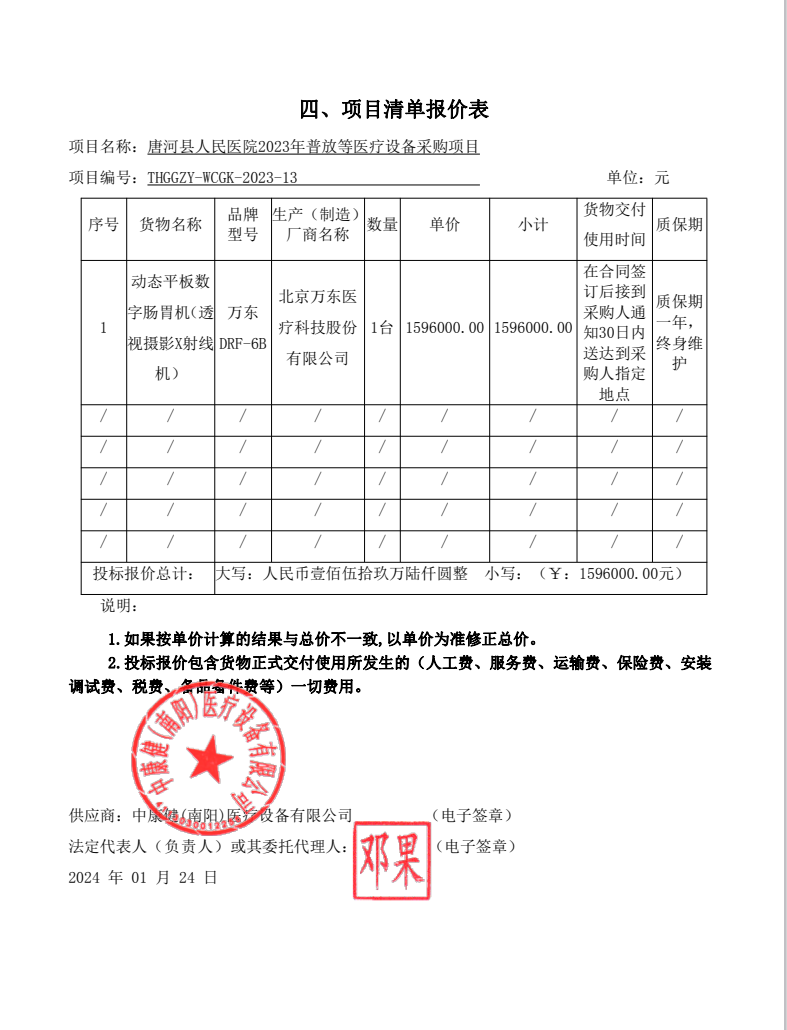 四、项目清单报价表
项目名称：唐河县人民医院2023年普放等医疗设备采购项目
项目编号：THGGZY-WCGK-2023-13 单位：元
序号 货物名称 品牌型号 生产（制造）厂商名称 数量 单价 小计 货物交付使用时间 质保期
1 动态平板数字肠胃机（透视摄影X射线机） 万东DRF-6B 北京万东医疗科技股份有限公司 1台 1596000.00 1596000.00 在合同签订后接到采购人通知30日内送达到采购人指定地点 质保期一年，终身维护
/ / / / / / / / /
/ / / / / / / / /
/ / / / / / / / /
/ / / / / / / / /
/ / / / / / / / /
投标报价总计： 大写：人民币壹佰伍拾玖万陆仟圆整 小写：（￥：1596000.00元）
说明：
1.如果按单价计算的结果与总价不一致,以单价为准修正总价。
2.投标报价包含货物正式交付使用所发生的（人工费、服务费、运输费、保险费、安装
调试费、税费、备品备件费等）一切费用。
中康健(南阳)医疗设备有限公司
供应商：中康健(南阳)医疗设备有限公司 （电子签章）
法定代表人（负责人）或其委托代理人： （电子签章）
邓果
2024 年 01 月 24 日